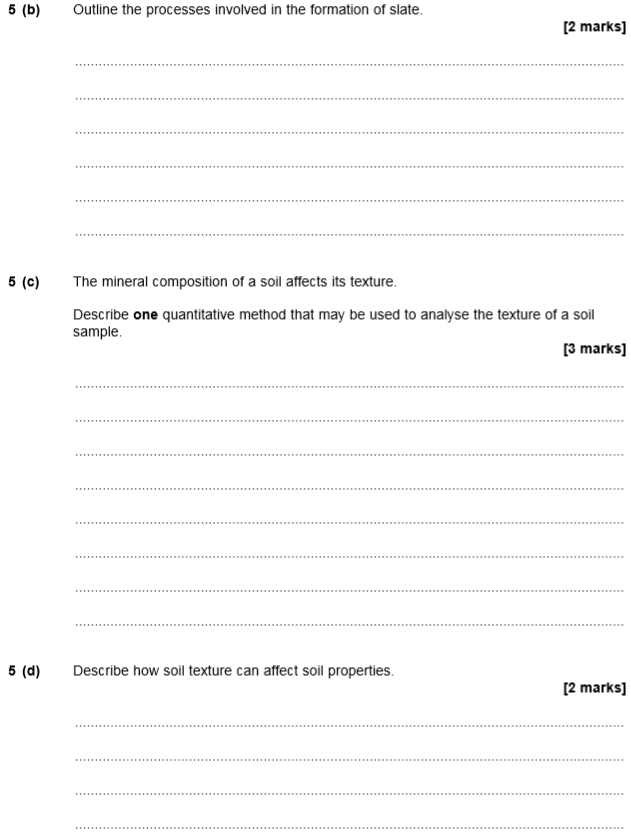 5 (b) Outline the processes involved in the formation of slate.
[2 marks]
5 (c) The mineral composition of a soil affects its texture.
Describe one quantitative method that may be used to analyse the texture of a soil
sample.
[3 marks]
5 (d) Describe how soil texture can affect soil properties.
[2 marks]